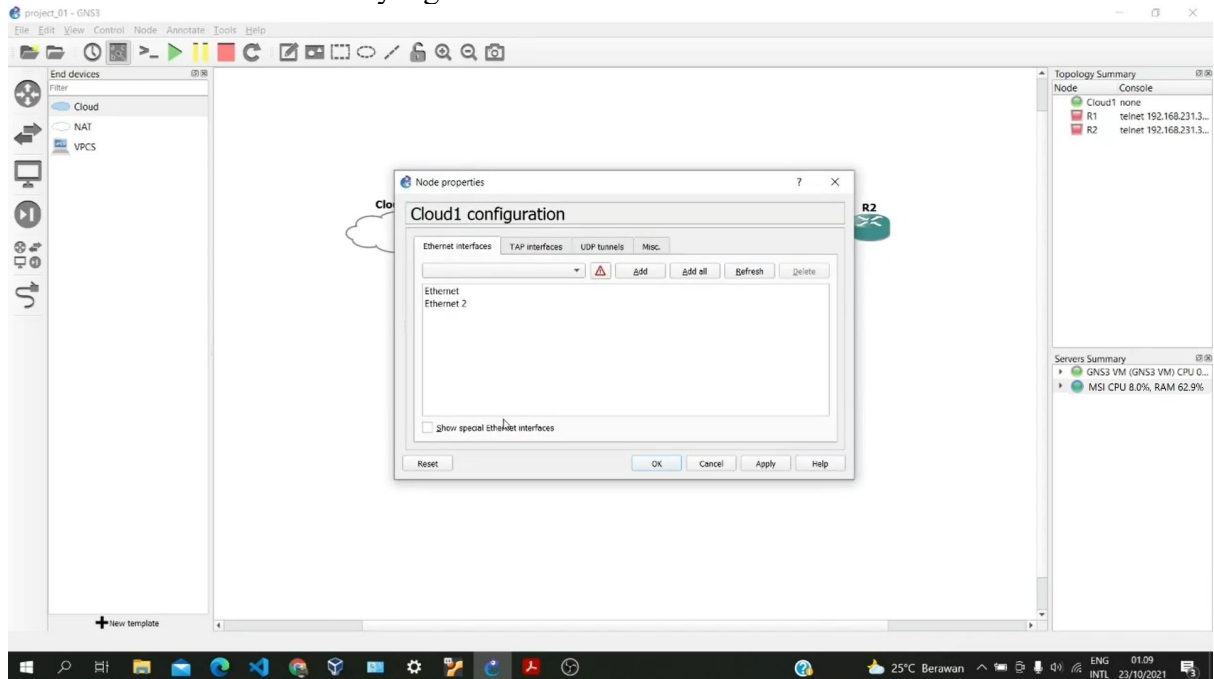 project_01 - GNS3
File Edit View Control Node Annotate Tools Help
End devices
Filter
Cloud
NAT
VPCS
New template
Clo
R2
Node properties
Cloud1 configuration
Ethernet interfaces TAP interfaces UDP tunnels Misc.
Add Add all Refresh Delete
Ethernet
Ethernet 2
Show special Ethernet interfaces
Reset OK Cancel Apply Help
Topology Summary
Node Console
Cloud1 none
R1 telnet 192.168.231.3...
R2 telnet 192.168.231.3...
Servers Summary
GNS3 VM (GNS3 VM) CPU 0...
MSI CPU 8.0%, RAM 62.9%
25°C Berawan
ENG
INTL
01.09
23/10/2021
3